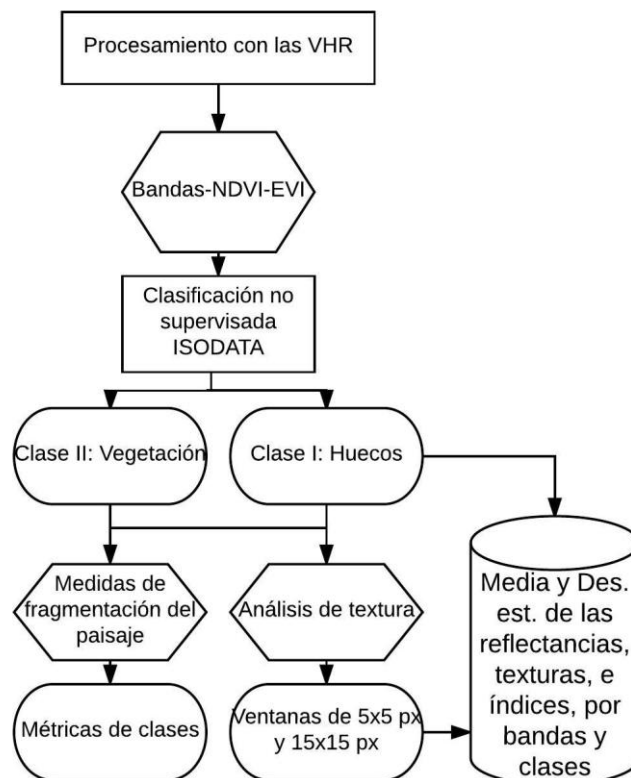 Procesamiento con las VHR
Bandas-NDVI-EVI
Clasificación no
supervisada
ISODATA
Clase II: Vegetación
Clase I: Huecos
Medidas de
fragmentación del
paisaje
Análisis de textura
Media y Des.
est. de las
reflectancias,
texturas, e
índices, por
bandas y
clases
Métricas de clases
Ventanas de 5x5 px
y 15x15 px